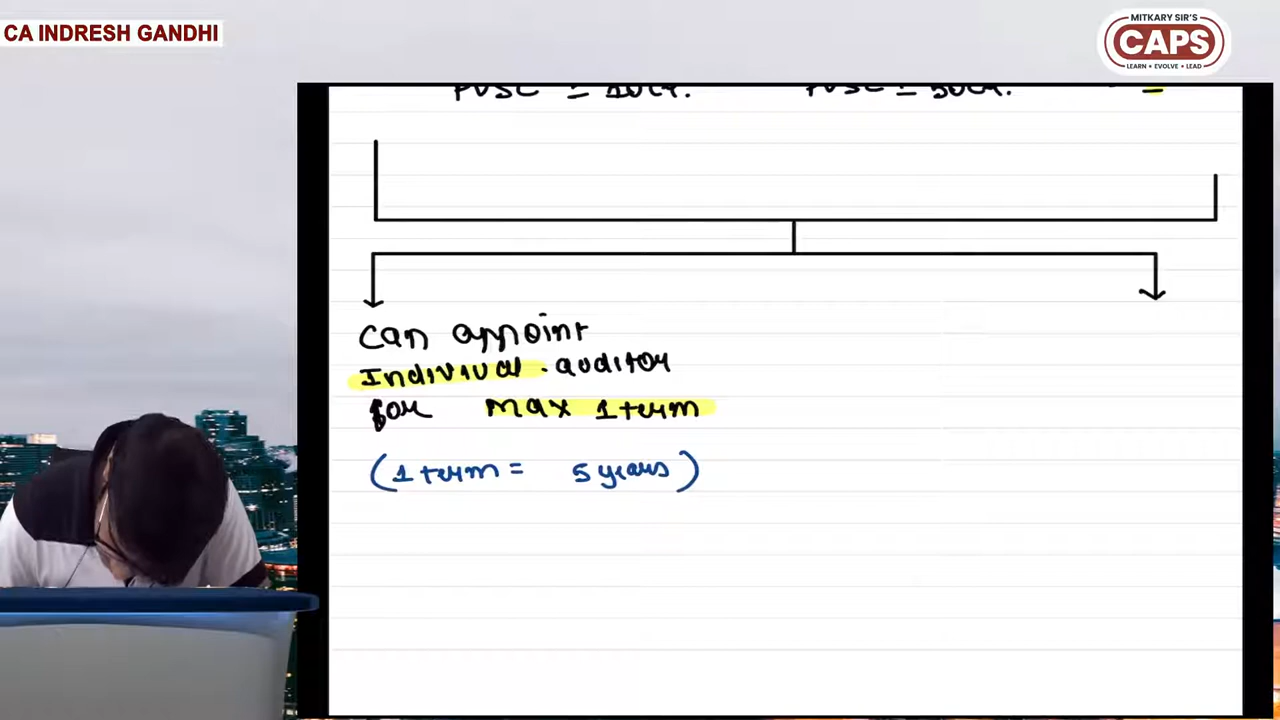 CA INDRESH GANDHI
MITKARY SIR'S
CAPS
LEARN • EVOLVE • LEAD
Can appoint
Indiviual auditor
for max 1 term
(1 term = 5 years)